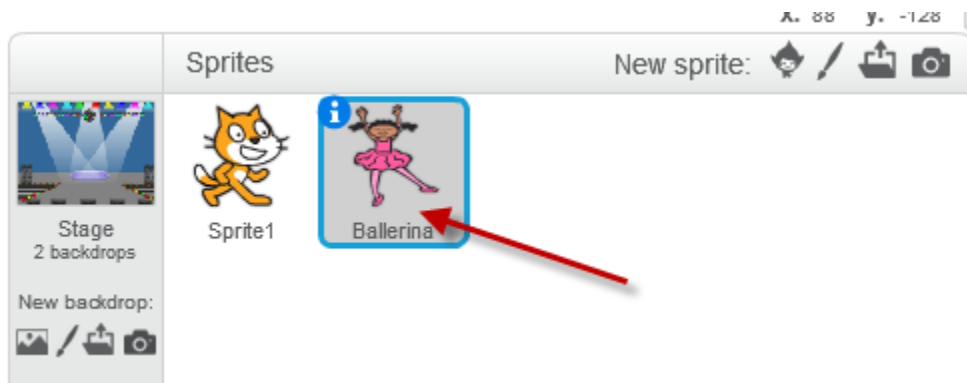 x: 88 y: -128
Sprites New sprite:
Stage
2 backdrops
Sprite1
Ballerina
New backdrop: